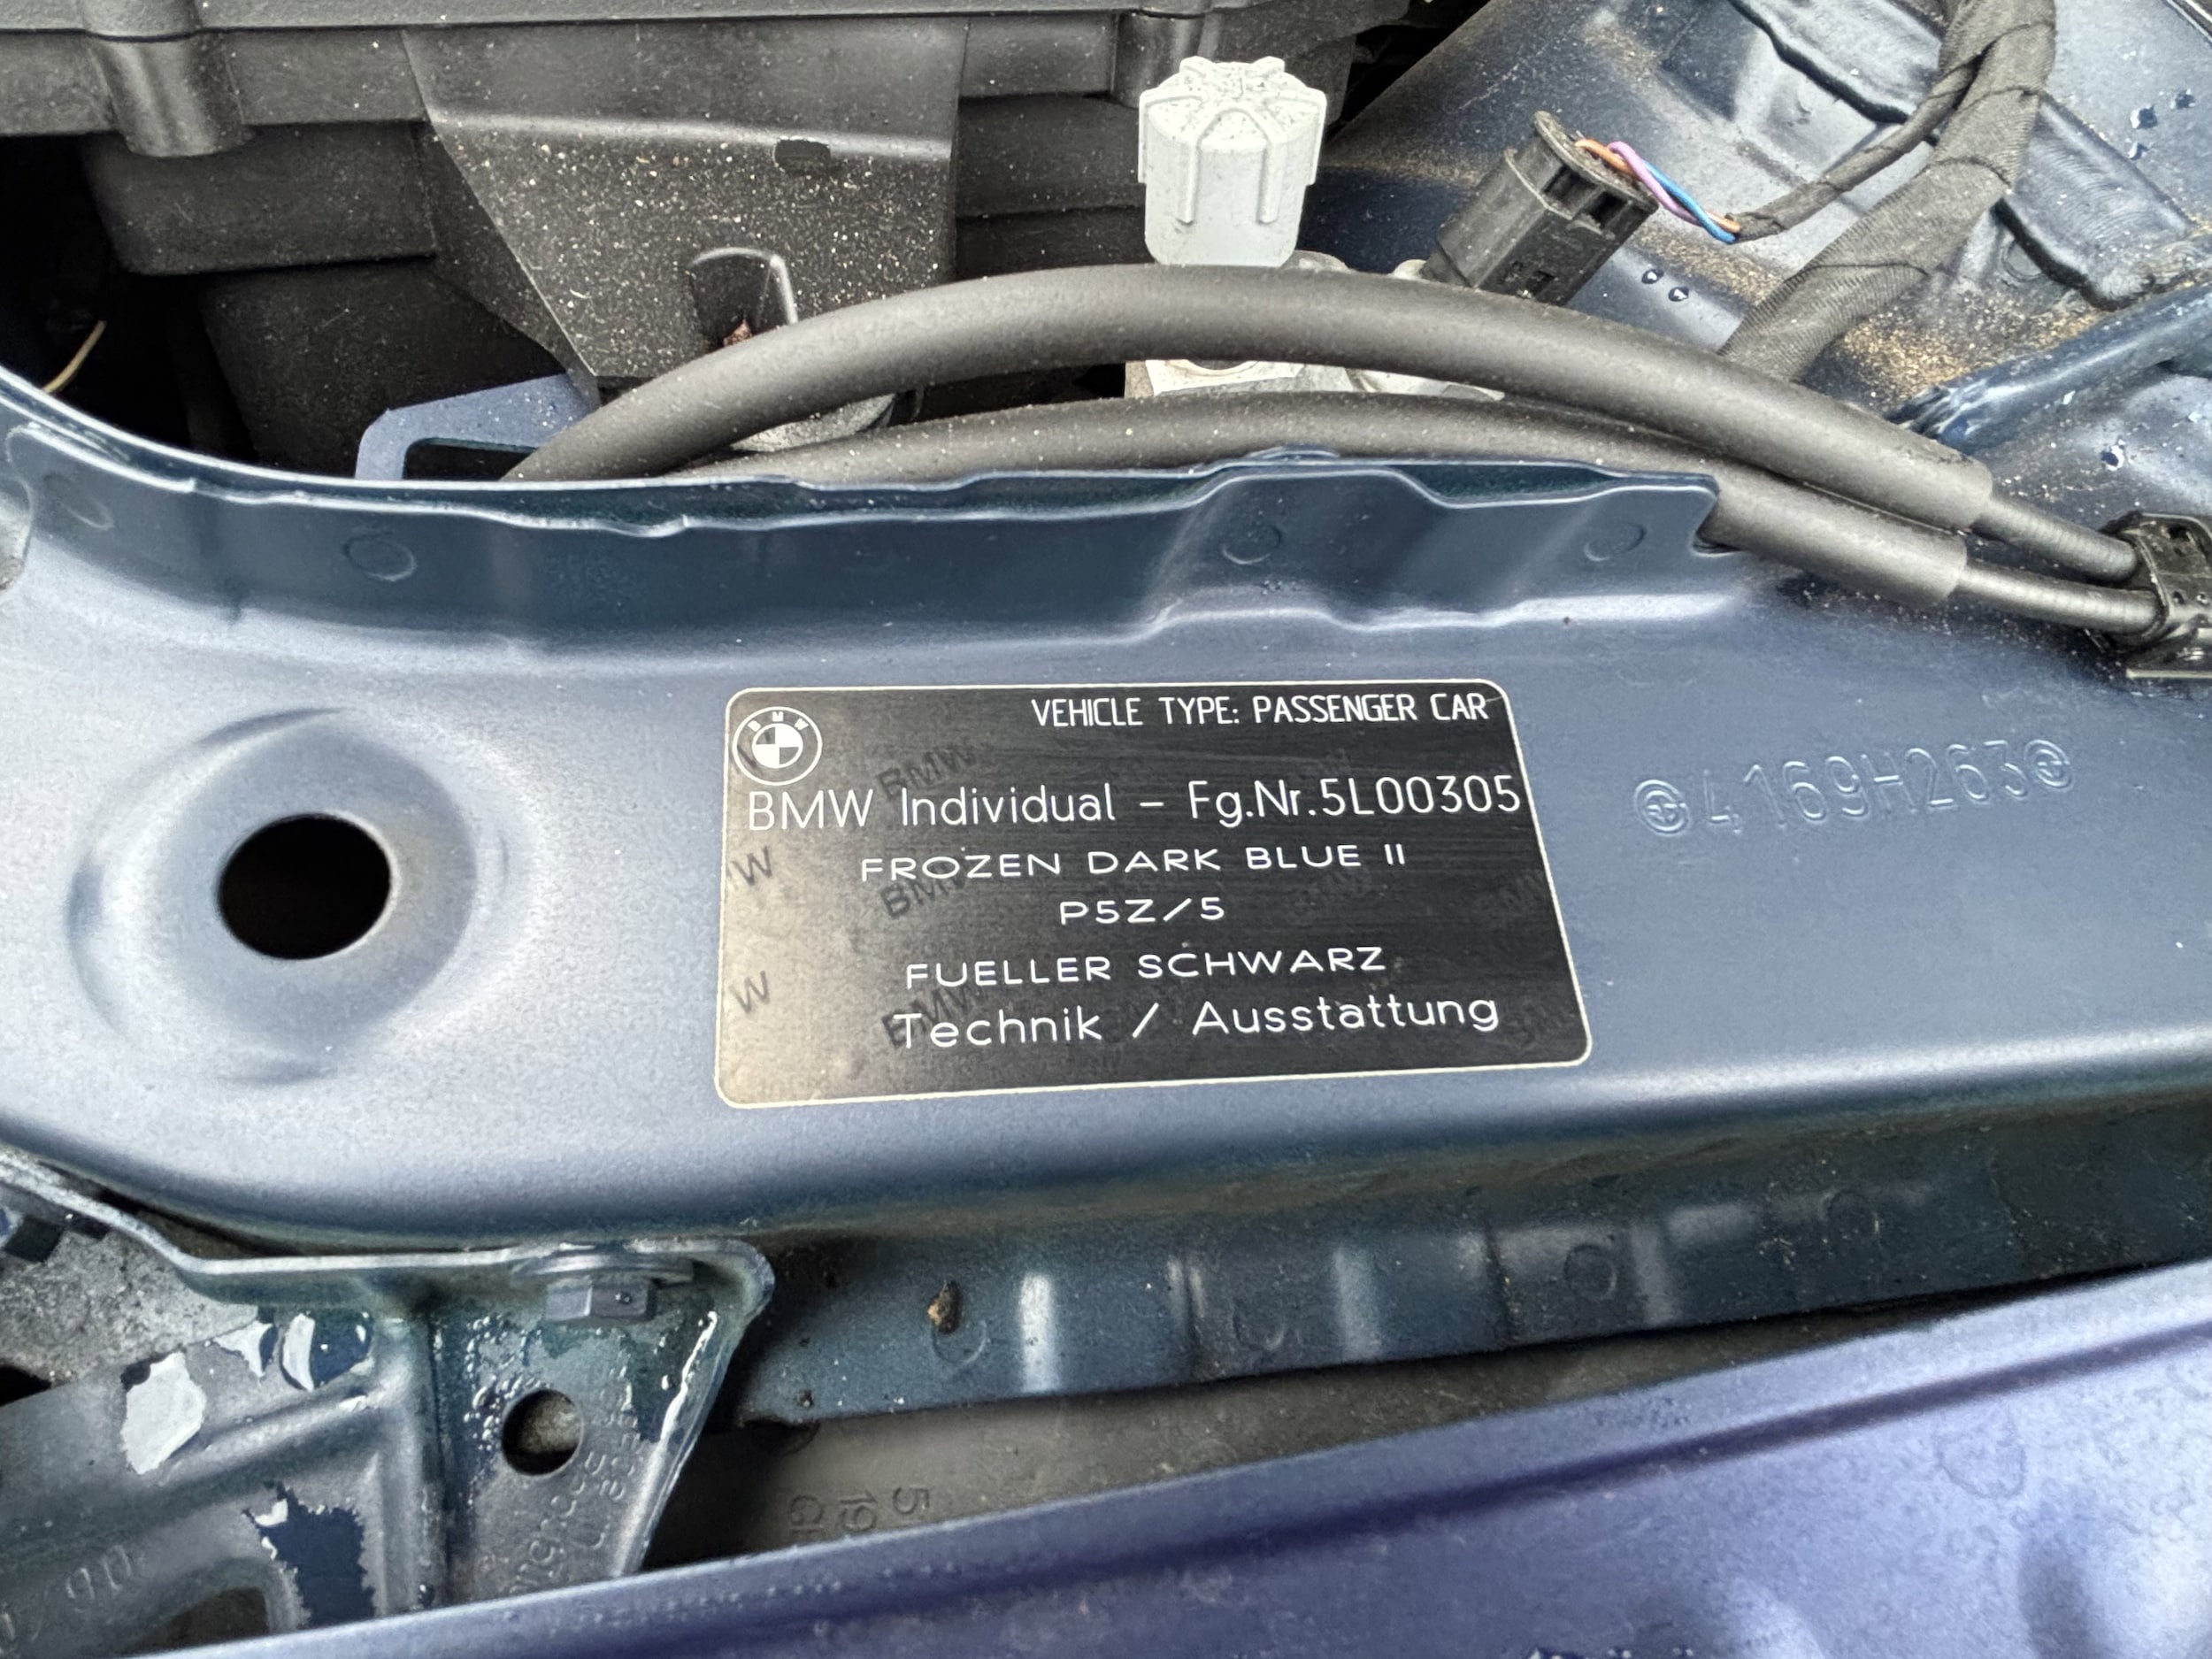 VEHICLE TYPE: PASSENGER CAR
BMW
BMW Individual - Fg.Nr.5L00305
FROZEN DARK BLUE II
P5Z/5
FUELLER SCHWARZ
Technik / Ausstattung
4169H263